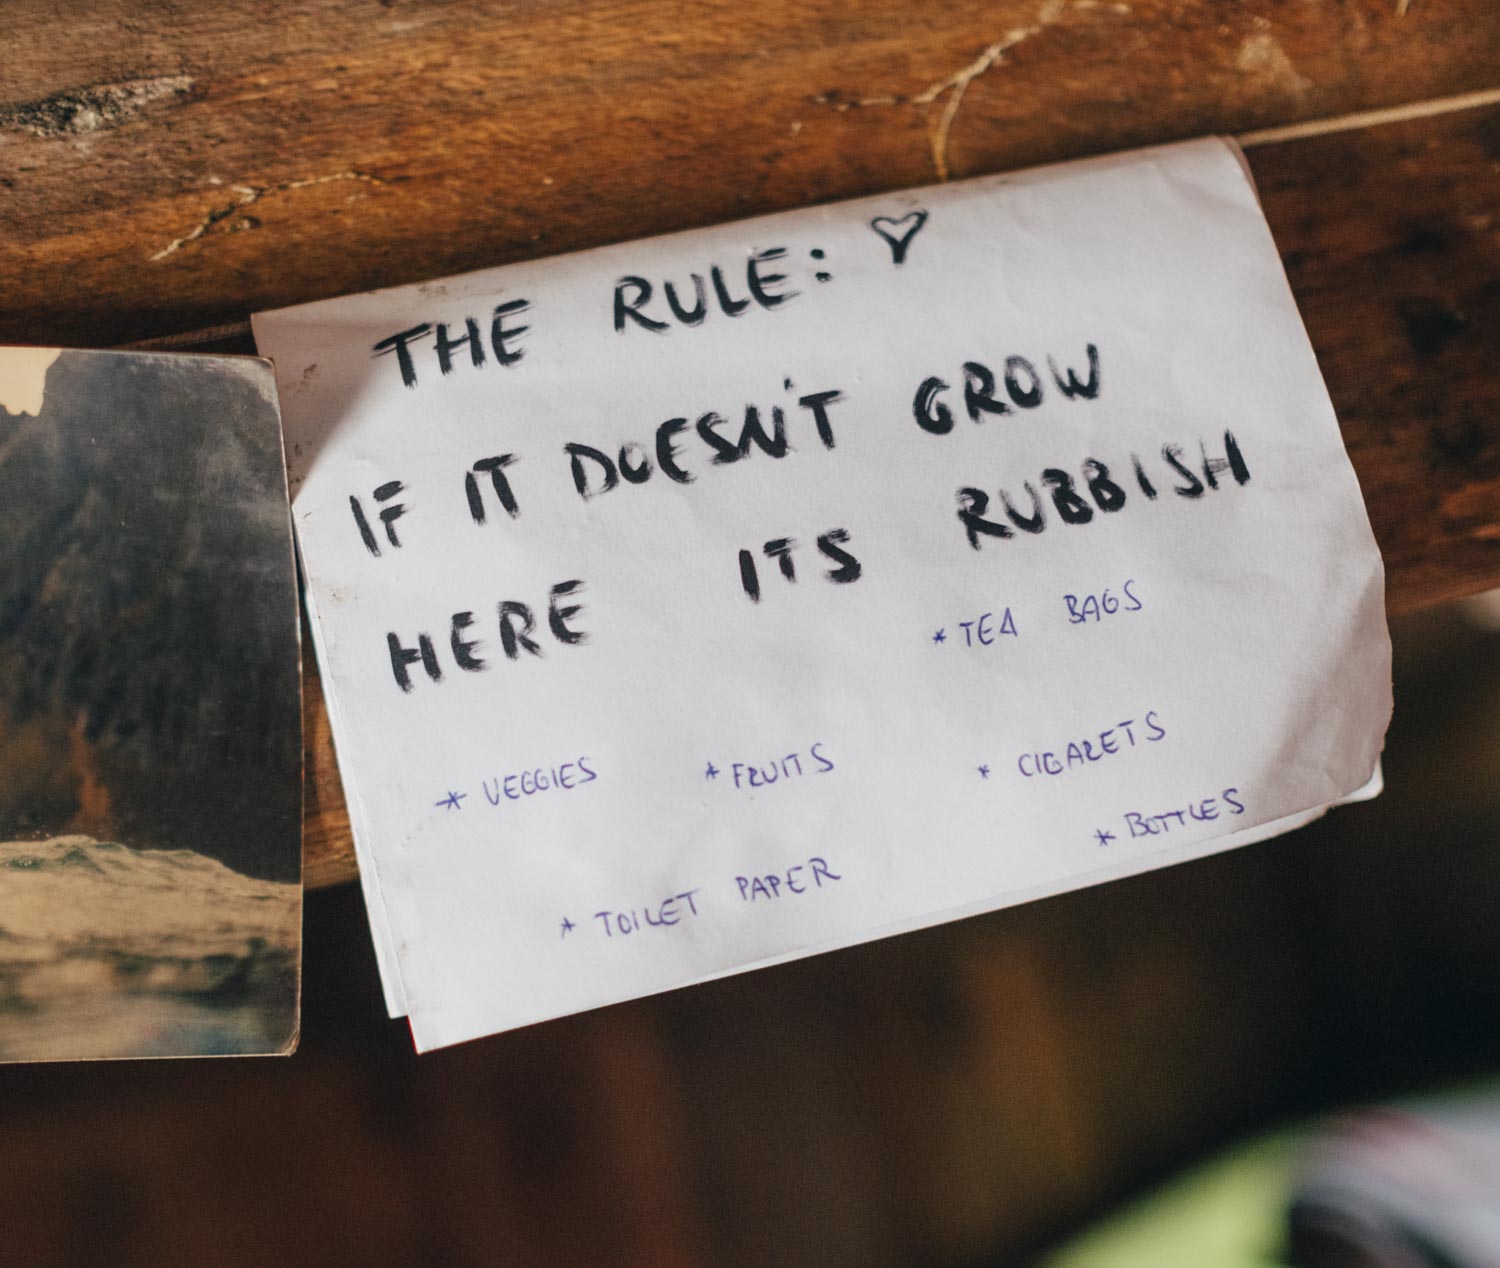 THE RULE: ♡
IF IT DOESN'T GROW
HERE ITS RUBBISH
* TEA BAGS
* VEGGIES * FRUITS * CIGARETS
* BOTTLES
* TOILET PAPER